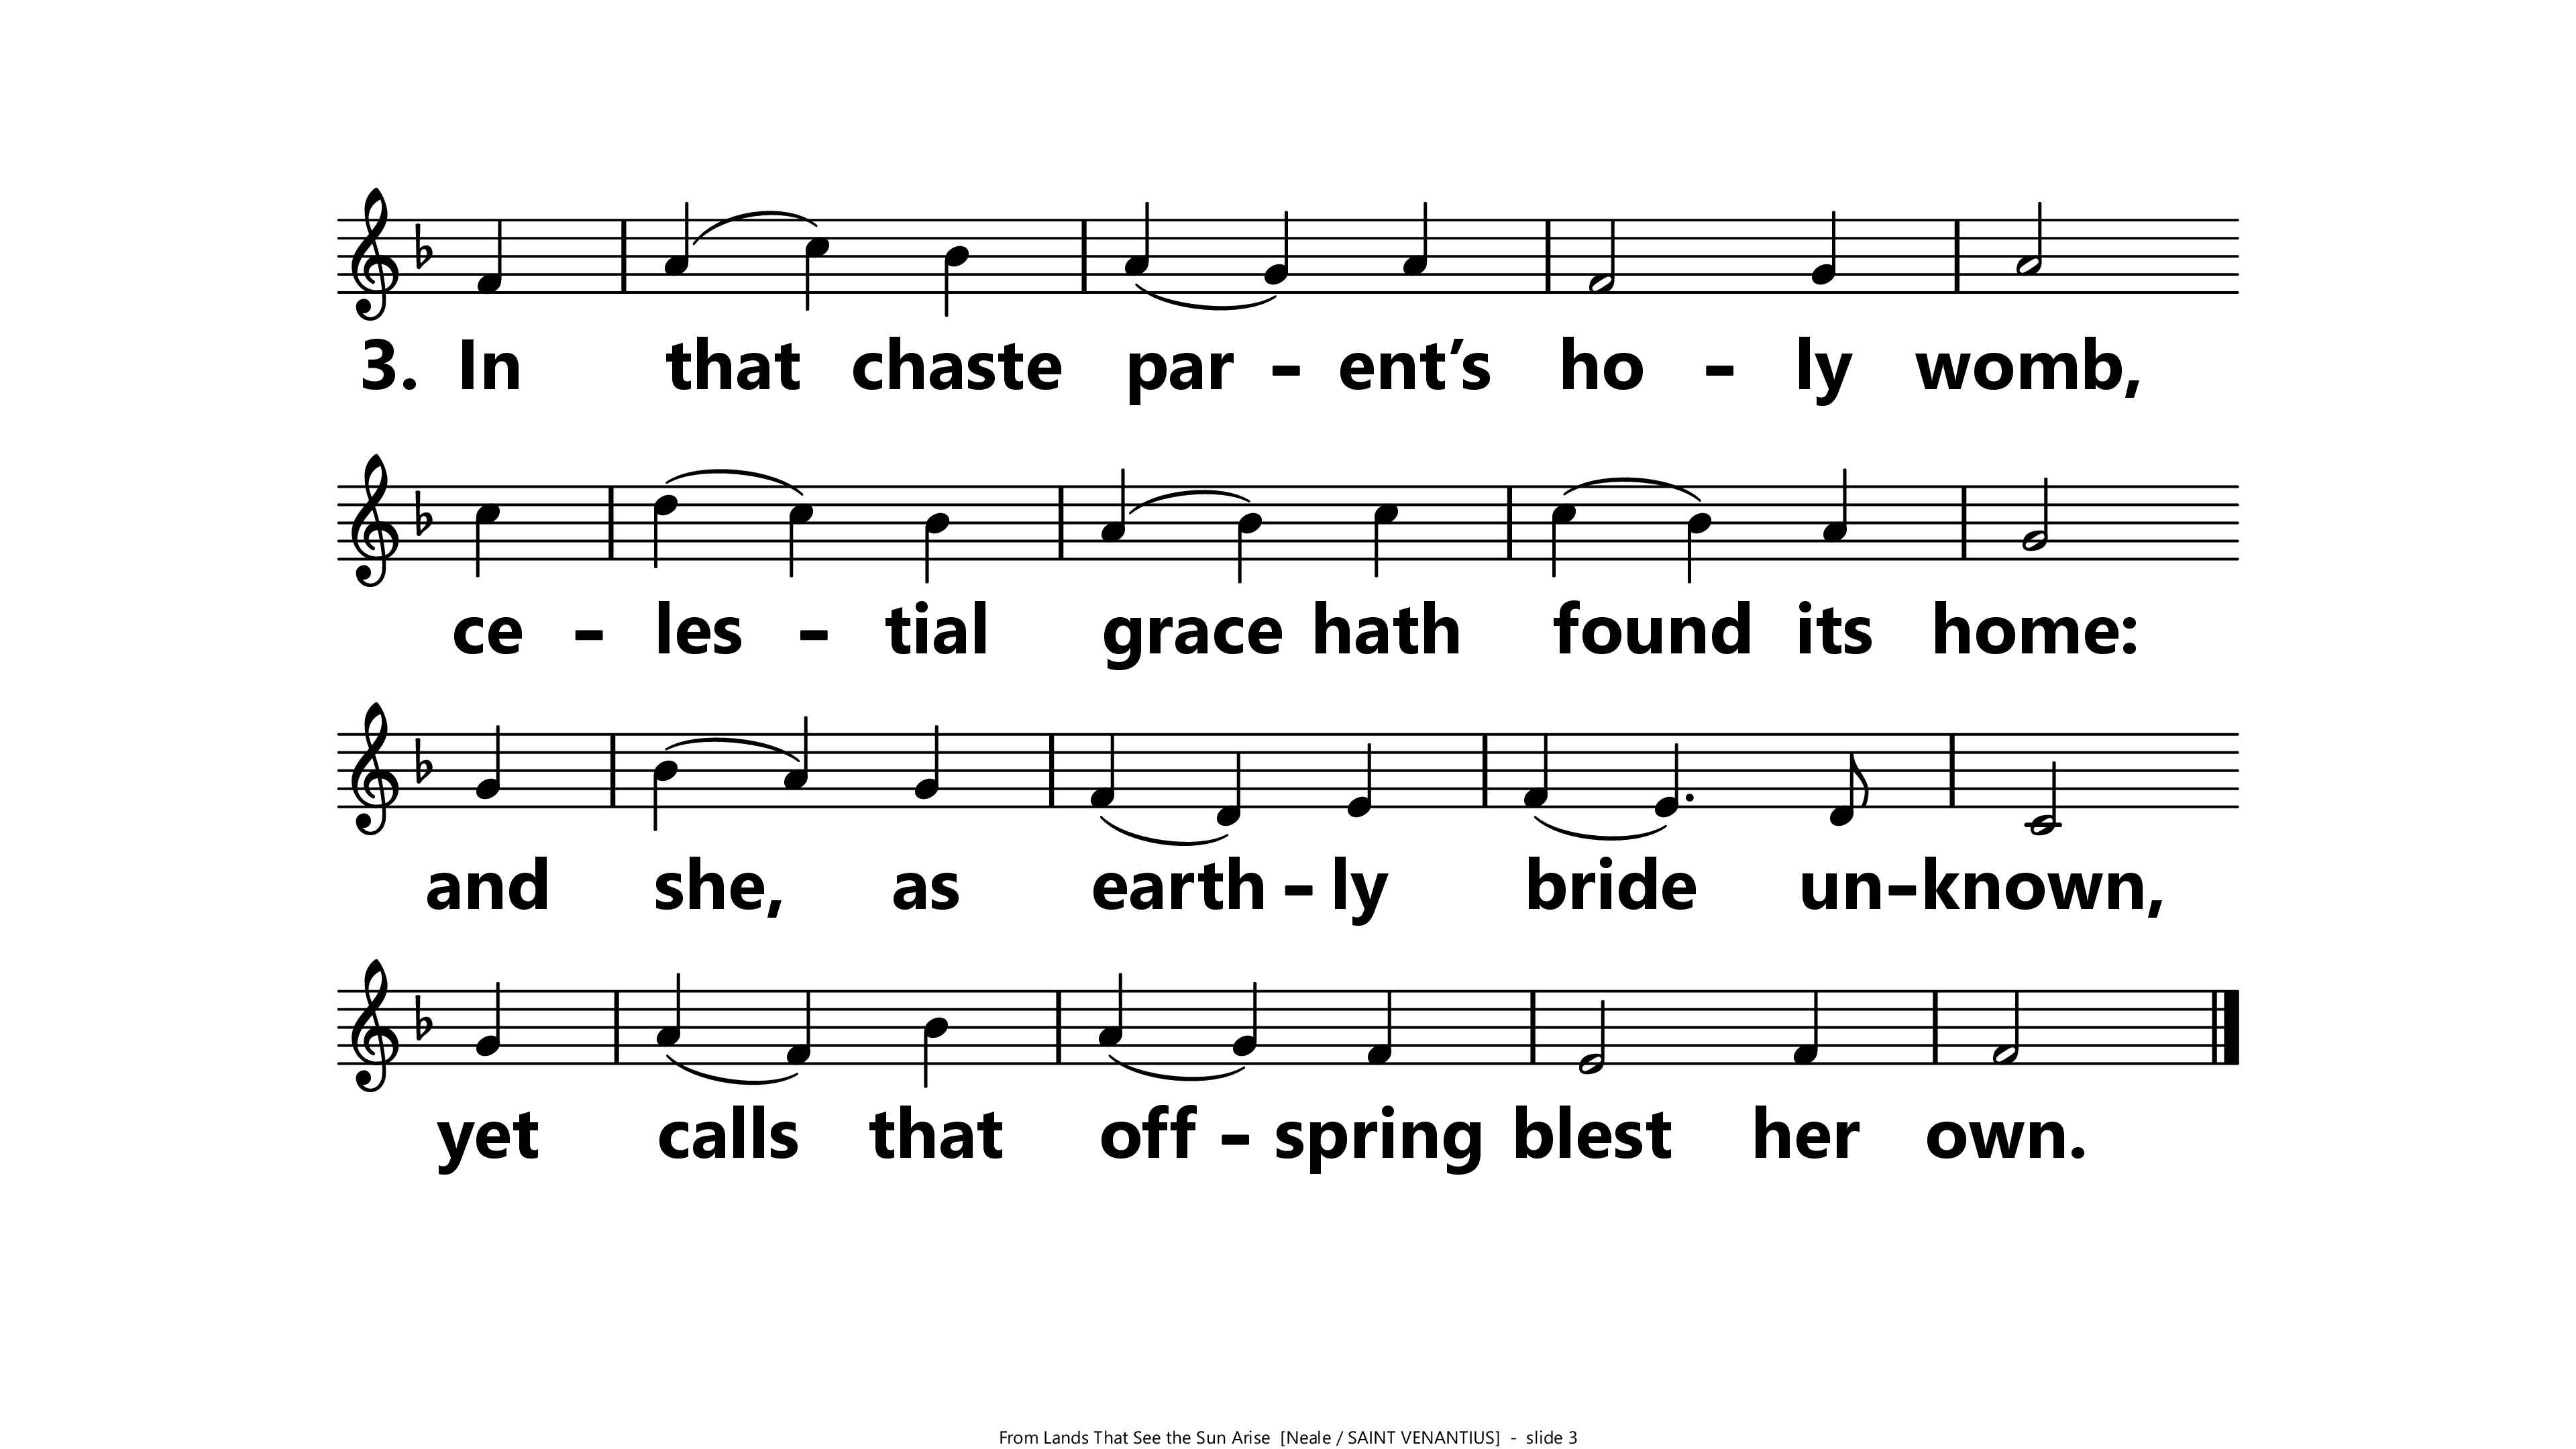 3. In that chaste par – ent’s ho – ly womb,
ce – les – tial grace hath found its home:
and she, as earth – ly bride un–known,
yet calls that off – spring blest her own.
From Lands That See the Sun Arise [Neale / SAINT VENANTIUS] - slide 3